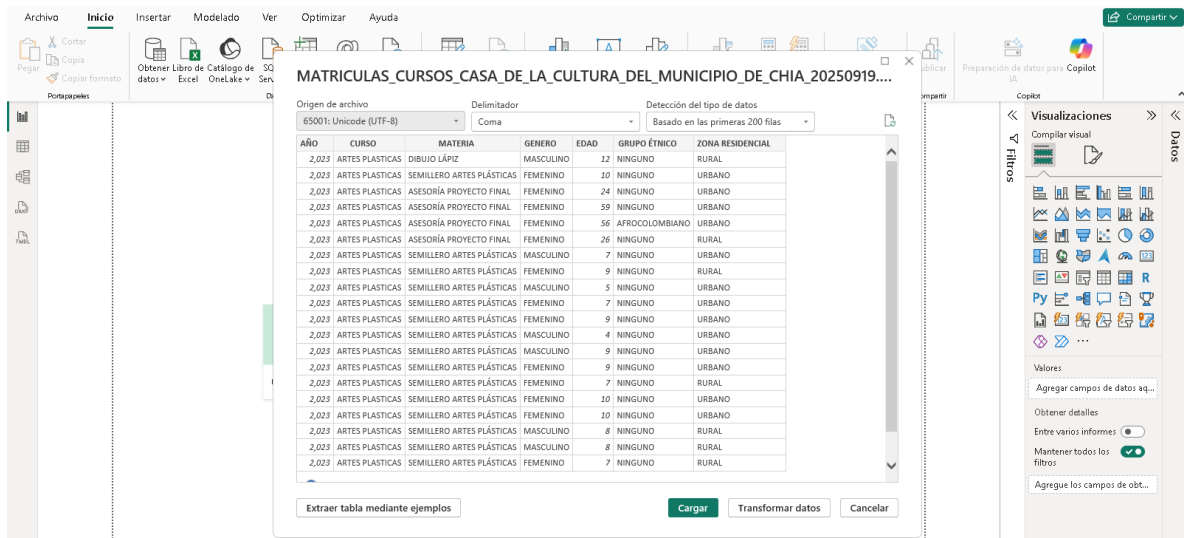 Archivo Inicio Insertar Modelado Ver Optimizar Ayuda
Compartir
Pegar
Cortar
Copia
Copiar formato
Portapapeles
Obtener datos
Libro de Excel
Catálogo de OneLake
Preparación de datos para IA
Copilot
Copilot
MATRICULAS_CURSOS_CASA_DE_LA_CULTURA_DEL_MUNICIPIO_DE_CHIA_20250919....
Origen de archivo Delimitador Detección del tipo de datos
65001: Unicode (UTF-8) Coma Basado en las primeras 200 filas
AÑO CURSO MATERIA GENERO EDAD GRUPO ÉTNICO ZONA RESIDENCIAL
2,023 ARTES PLASTICAS DIBUJO LÁPIZ MASCULINO 12 NINGUNO RURAL
2,023 ARTES PLASTICAS SEMILLERO ARTES PLÁSTICAS FEMENINO 10 NINGUNO URBANO
2,023 ARTES PLASTICAS ASESORÍA PROYECTO FINAL FEMENINO 24 NINGUNO URBANO
2,023 ARTES PLASTICAS ASESORÍA PROYECTO FINAL FEMENINO 59 NINGUNO URBANO
2,023 ARTES PLASTICAS ASESORÍA PROYECTO FINAL FEMENINO 56 AFROCOLOMBIANO URBANO
2,023 ARTES PLASTICAS ASESORÍA PROYECTO FINAL FEMENINO 26 NINGUNO RURAL
2,023 ARTES PLASTICAS SEMILLERO ARTES PLÁSTICAS MASCULINO 7 NINGUNO URBANO
2,023 ARTES PLASTICAS SEMILLERO ARTES PLÁSTICAS FEMENINO 9 NINGUNO RURAL
2,023 ARTES PLASTICAS SEMILLERO ARTES PLÁSTICAS MASCULINO 5 NINGUNO URBANO
2,023 ARTES PLASTICAS SEMILLERO ARTES PLÁSTICAS FEMENINO 7 NINGUNO URBANO
2,023 ARTES PLASTICAS SEMILLERO ARTES PLÁSTICAS FEMENINO 9 NINGUNO URBANO
2,023 ARTES PLASTICAS SEMILLERO ARTES PLÁSTICAS MASCULINO 4 NINGUNO URBANO
2,023 ARTES PLASTICAS SEMILLERO ARTES PLÁSTICAS MASCULINO 9 NINGUNO URBANO
2,023 ARTES PLASTICAS SEMILLERO ARTES PLÁSTICAS FEMENINO 9 NINGUNO URBANO
2,023 ARTES PLASTICAS SEMILLERO ARTES PLÁSTICAS FEMENINO 7 NINGUNO RURAL
2,023 ARTES PLASTICAS SEMILLERO ARTES PLÁSTICAS FEMENINO 10 NINGUNO URBANO
2,023 ARTES PLASTICAS SEMILLERO ARTES PLÁSTICAS FEMENINO 10 NINGUNO URBANO
2,023 ARTES PLASTICAS SEMILLERO ARTES PLÁSTICAS MASCULINO 8 NINGUNO RURAL
2,023 ARTES PLASTICAS SEMILLERO ARTES PLÁSTICAS MASCULINO 8 NINGUNO RURAL
2,023 ARTES PLASTICAS SEMILLERO ARTES PLÁSTICAS FEMENINO 7 NINGUNO RURAL
Extraer tabla mediante ejemplos Cargar Transformar datos Cancelar
Filtros
Visualizaciones
Compilar visual
R
Py
123
Valores
Agregar campos de datos aq...
Obtener detalles
Entre varios informes
Mantener todos los filtros
Agregue los campos de obt...
Datos
DAX
TMDL